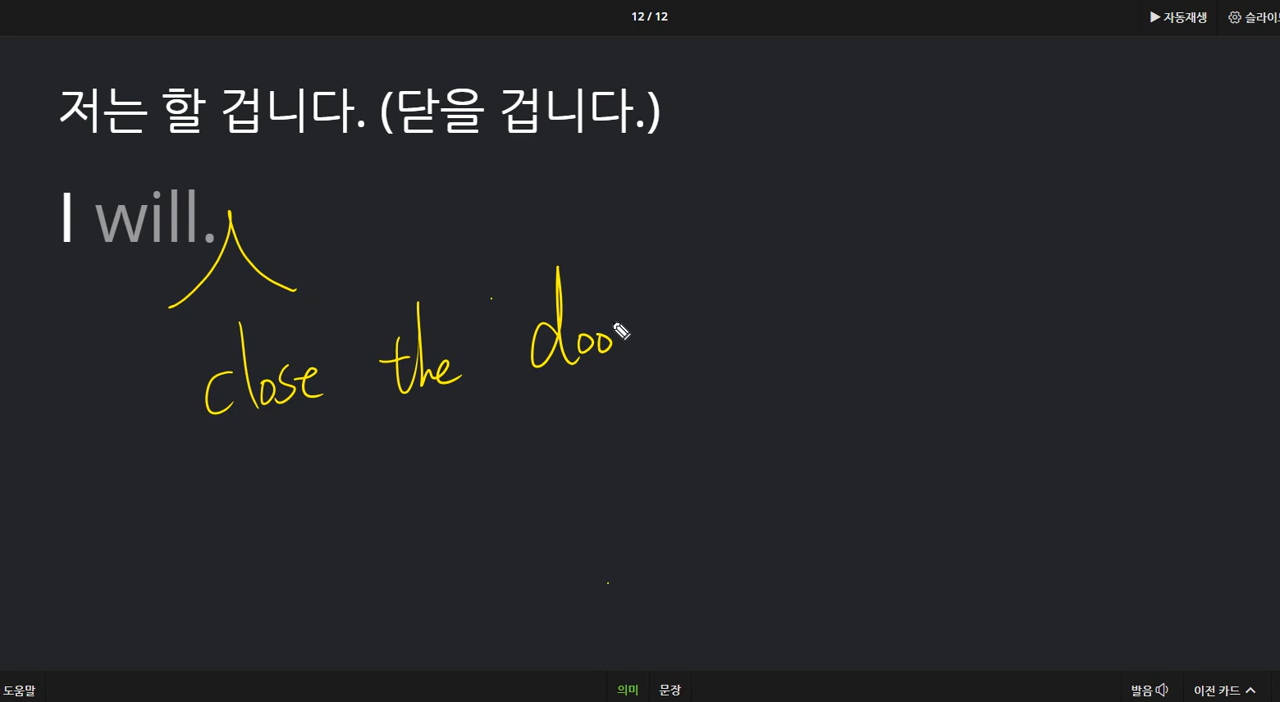 12 / 12
▶ 자동재생
슬라이드
저는 할 겁니다. (닫을 겁니다.)
I will.
close the doo
도움말
의미
문장
발음
이전 카드